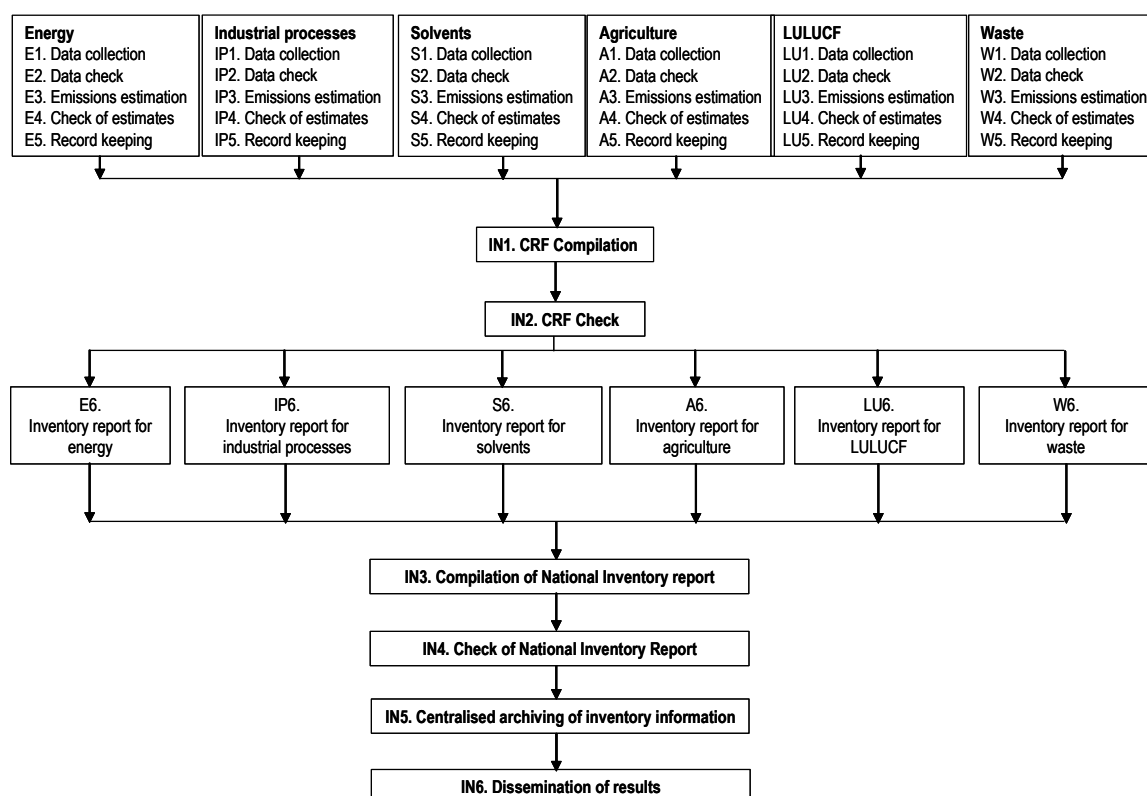 Energy
E1. Data collection
E2. Data check
E3. Emissions estimation
E4. Check of estimates
E5. Record keeping
Industrial processes
IP1. Data collection
IP2. Data check
IP3. Emissions estimation
IP4. Check of estimates
IP5. Record keeping
Solvents
S1. Data collection
S2. Data check
S3. Emissions estimation
S4. Check of estimates
S5. Record keeping
Agriculture
A1. Data collection
A2. Data check
A3. Emissions estimation
A4. Check of estimates
A5. Record keeping
LULUCF
LU1. Data collection
LU2. Data check
LU3. Emissions estimation
LU4. Check of estimates
LU5. Record keeping
Waste
W1. Data collection
W2. Data check
W3. Emissions estimation
W4. Check of estimates
W5. Record keeping
IN1. CRF Compilation
IN2. CRF Check
E6.
Inventory report for
energy
IP6.
Inventory report for
industrial processes
S6.
Inventory report for
solvents
A6.
Inventory report for
agriculture
LU6.
Inventory report for
LULUCF
W6.
Inventory report for
waste
IN3. Compilation of National Inventory report
IN4. Check of National Inventory Report
IN5. Centralised archiving of inventory information
IN6. Dissemination of results